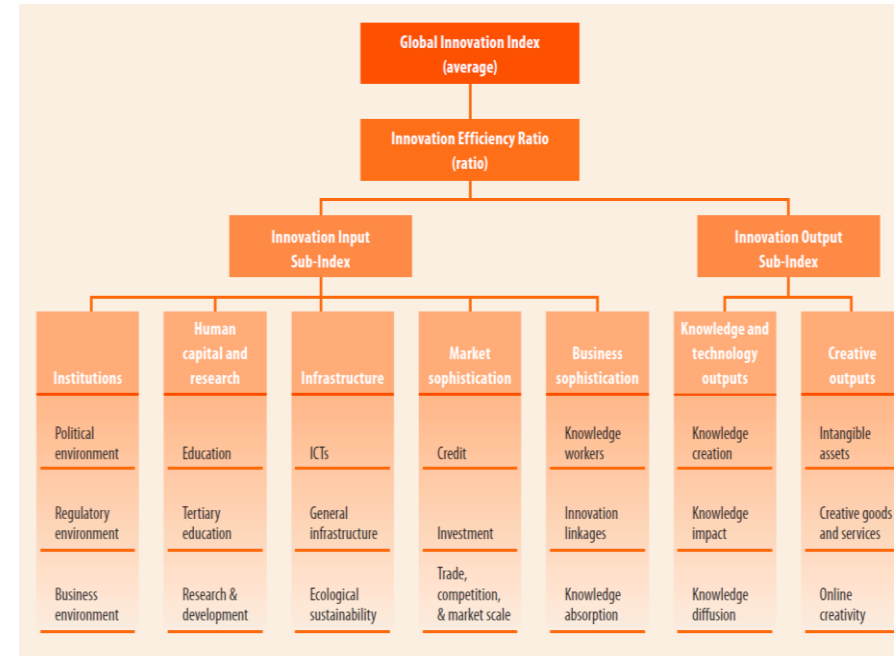 Global Innovation Index
(average)
Innovation Efficiency Ratio
(ratio)
Innovation Input
Sub-Index
Innovation Output
Sub-Index
Institutions
Human
capital and
research
Infrastructure
Market
sophistication
Business
sophistication
Knowledge and
technology
outputs
Creative
outputs
Political
environment
Education
ICTs
Credit
Knowledge
workers
Knowledge
creation
Intangible
assets
Regulatory
environment
Tertiary
education
General
infrastructure
Investment
Innovation
linkages
Knowledge
impact
Creative goods
and services
Business
environment
Research &
development
Ecological
sustainability
Trade,
competition,
& market scale
Knowledge
absorption
Knowledge
diffusion
Online
creativity